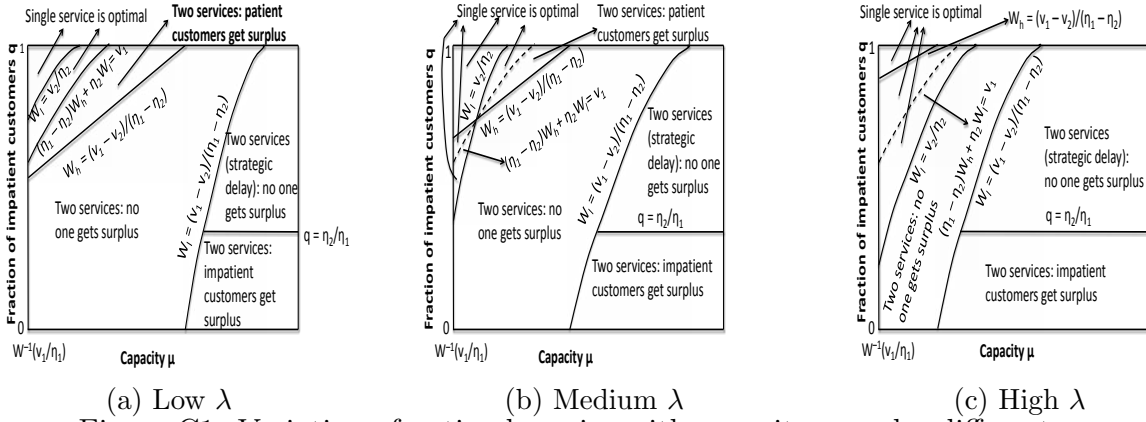 Single service is optimal
Two services: patient
customers get surplus
Fraction of impatient customers q
1
0
W_l = v_2/η_2
(η_1 − η_2)W_h + η_2 W_l = v_1
W_h = (v_1 − v_2)/(η_1 − η_2)
W_l = (v_1 − v_2)/(η_1 − η_2)
Two services: no
one gets surplus
Two services
(strategic
delay): no one
gets surplus
q = η_2/η_1
Two services:
impatient
customers get
surplus
W⁻¹(v_1/η_1)
Capacity μ
(a) Low λ
Single service is optimal
Two services: patient
customers get surplus
Fraction of impatient customers q
1
0
W_l = v_2/η_2
W_h = (v_1 − v_2)/(η_1 − η_2)
(η_1 − η_2)W_h + η_2 W_l = v_1
W_l = (v_1 − v_2)/(η_1 − η_2)
Two services: no
one gets surplus
Two services
(strategic
delay): no one
gets surplus
q = η_2/η_1
Two services: impatient
customers get surplus
W⁻¹(v_1/η_1)
Capacity μ
(b) Medium λ
Single service is optimal
W_h = (v_1 − v_2)/(η_1 − η_2)
Fraction of impatient customers q
1
0
W_l = v_2/η_2
(η_1 − η_2)W_h + η_2 W_l = v_1
W_l = (v_1 − v_2)/(η_1 − η_2)
Two services: no
one gets surplus
Two services
(strategic delay):
no one gets surplus
q = η_2/η_1
Two services: impatient
customers get surplus
W⁻¹(v_1/η_1)
Capacity μ
(c) High λ